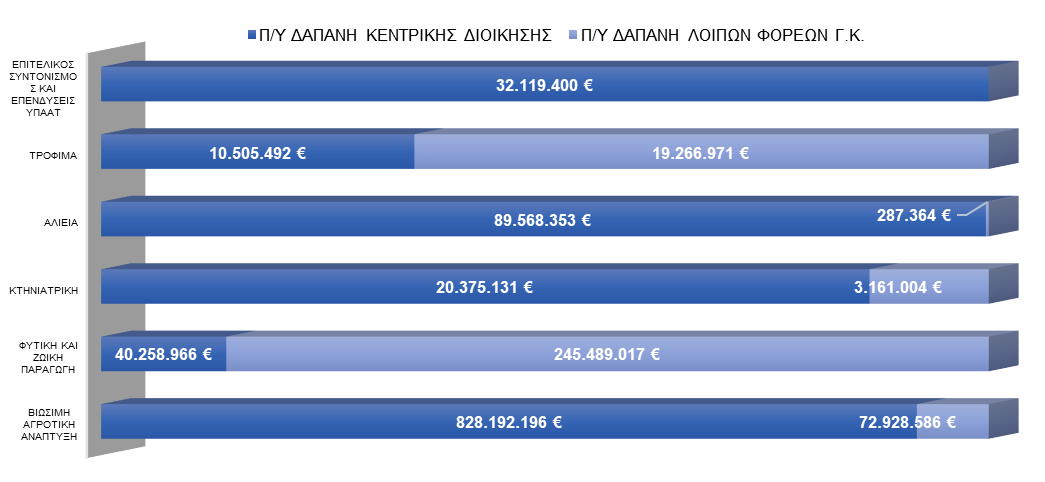 Π/Υ ΔΑΠΑΝΗ ΚΕΝΤΡΙΚΗΣ ΔΙΟΙΚΗΣΗΣ Π/Υ ΔΑΠΑΝΗ ΛΟΙΠΩΝ ΦΟΡΕΩΝ Γ.Κ.
ΕΠΙΤΕΛΙΚΟΣ
ΣΥΝΤΟΝΙΣΜΟ
Σ ΚΑΙ
ΕΠΕΝΔΥΣΕΙΣ
ΥΠΑΑΤ
32.119.400 €
ΤΡΟΦΙΜΑ
10.505.492 € 19.266.971 €
ΑΛΙΕΙΑ
89.568.353 € 287.364 €
ΚΤΗΝΙΑΤΡΙΚΗ
20.375.131 € 3.161.004 €
ΦΥΤΙΚΗ ΚΑΙ
ΖΩΙΚΗ
ΠΑΡΑΓΩΓΗ
40.258.966 € 245.489.017 €
ΒΙΩΣΙΜΗ
ΑΓΡΟΤΙΚΗ
ΑΝΑΠΤΥΞΗ
828.192.196 € 72.928.586 €